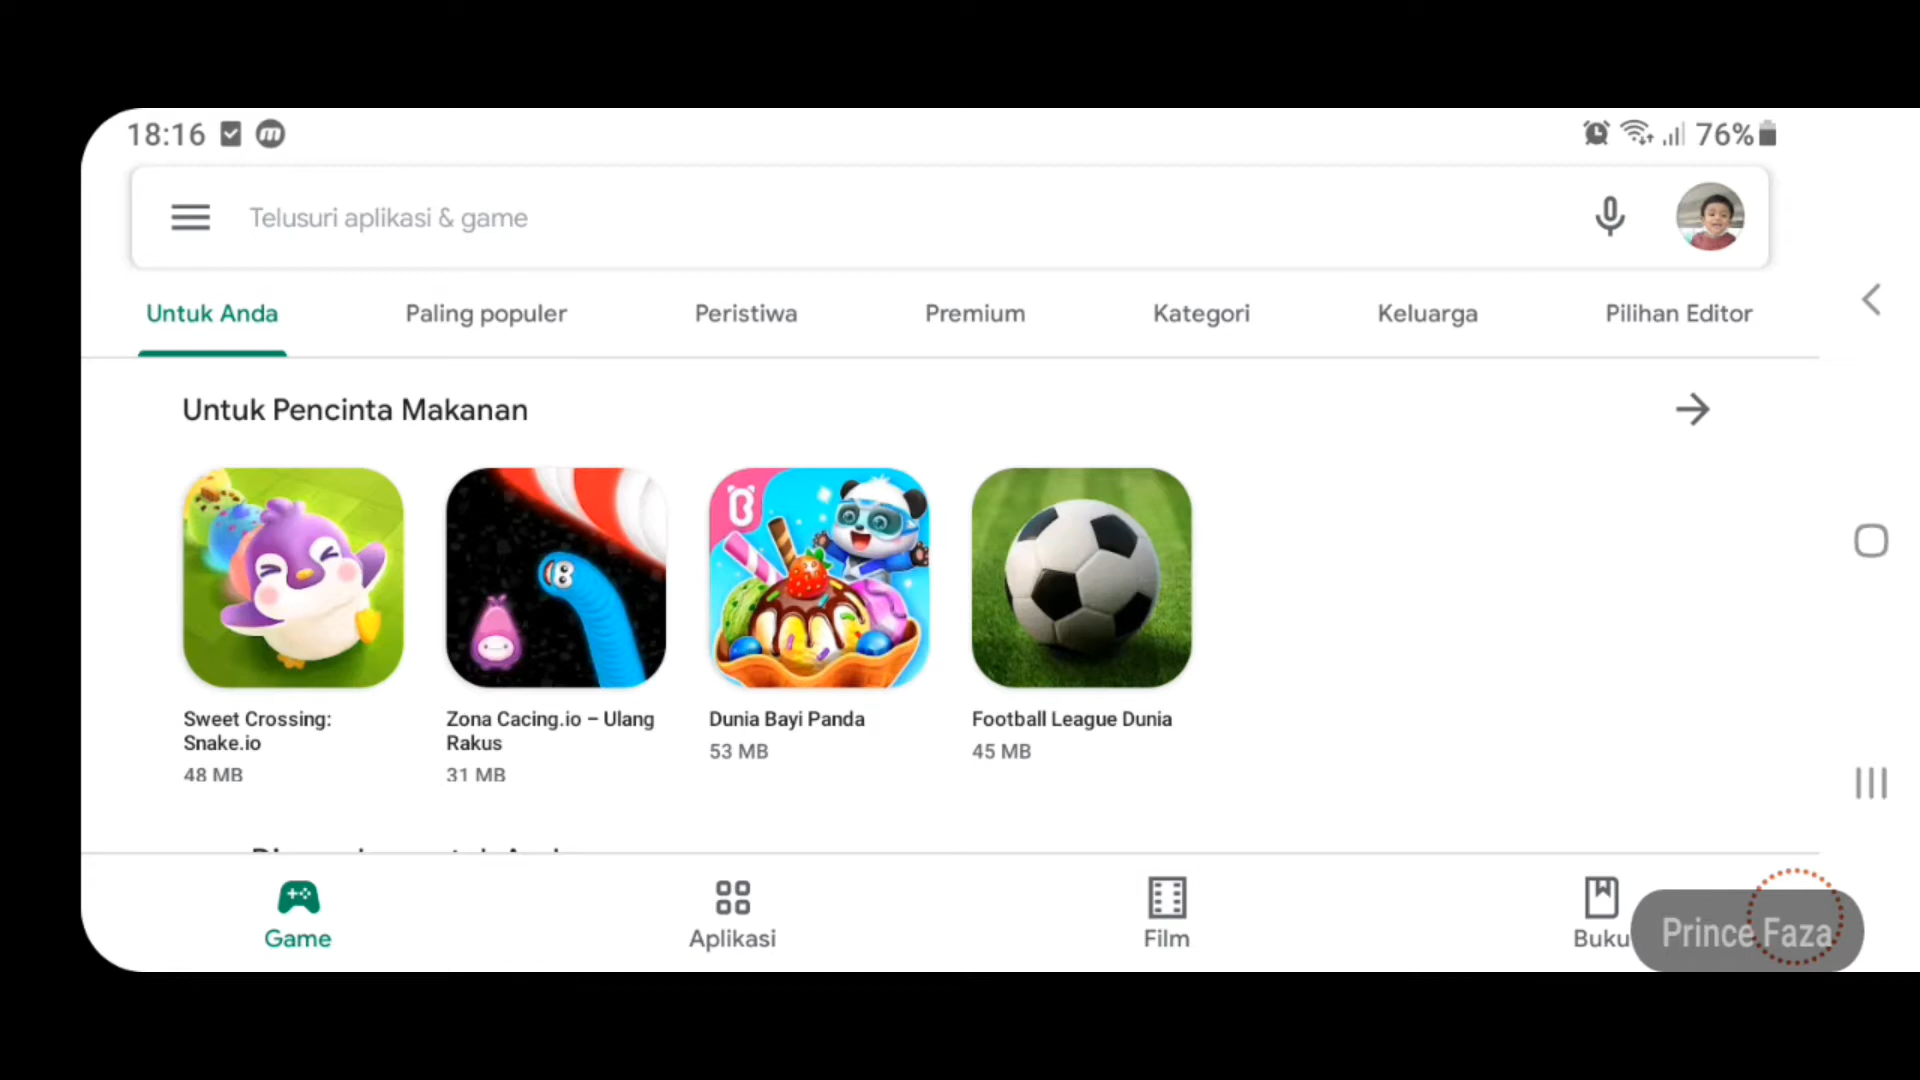 18:16
76%
Telusuri aplikasi & game
Untuk Anda
Paling populer
Peristiwa
Premium
Kategori
Keluarga
Pilihan Editor
Untuk Pencinta Makanan
Sweet Crossing:
Snake.io
48 MB
Zona Cacing.io – Ulang
Rakus
31 MB
Dunia Bayi Panda
53 MB
Football League Dunia
45 MB
Game
Aplikasi
Film
Buku
Prince Faza